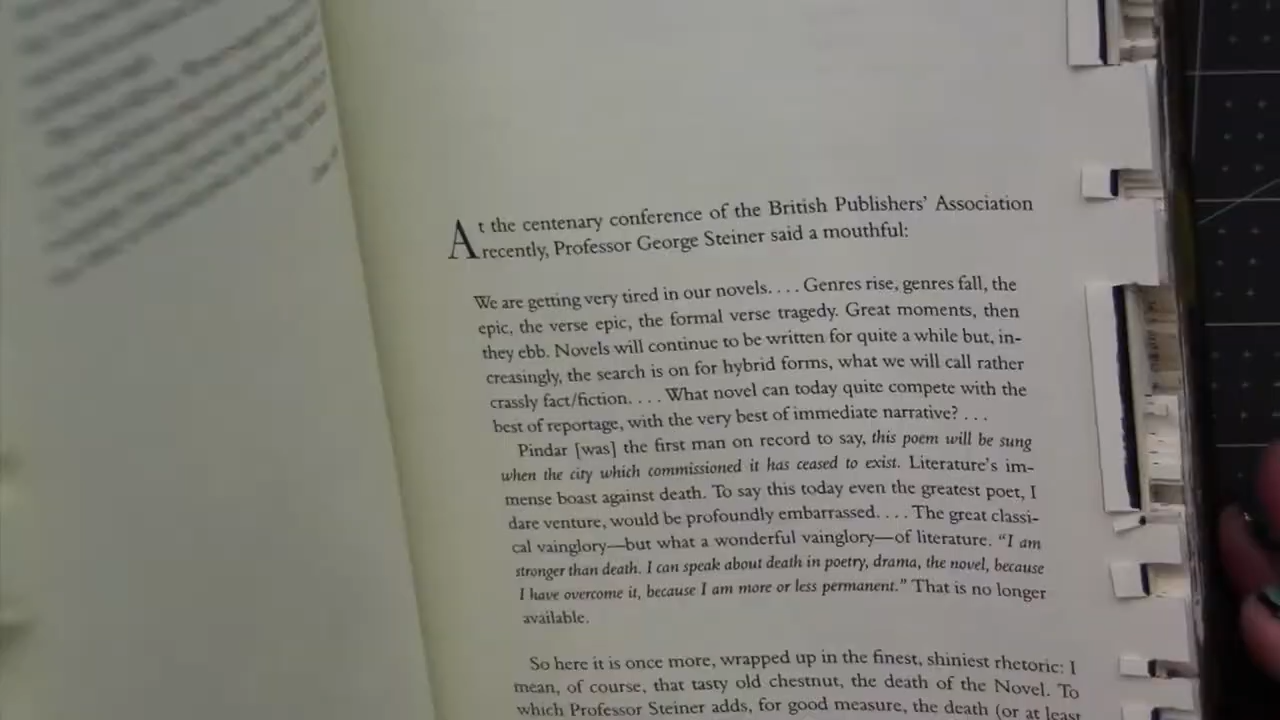 At the centenary conference of the British Publishers' Association
recently, Professor George Steiner said a mouthful:
We are getting very tired in our novels. . . . Genres rise, genres fall, the
epic, the verse epic, the formal verse tragedy. Great moments, then
they ebb. Novels will continue to be written for quite a while but, in-
creasingly, the search is on for hybrid forms, what we will call rather
crassly fact/fiction. . . . What novel can today quite compete with the
best of reportage, with the very best of immediate narrative? . . .
Pindar [was] the first man on record to say, this poem will be sung
when the city which commissioned it has ceased to exist. Literature's im-
mense boast against death. To say this today even the greatest poet, I
dare venture, would be profoundly embarrassed. . . . The great classi-
cal vainglory—but what a wonderful vainglory—of literature. "I am
stronger than death. I can speak about death in poetry, drama, the novel, because
I have overcome it, because I am more or less permanent." That is no longer
available.
So here it is once more, wrapped up in the finest, shiniest rhetoric: I
mean, of course, that tasty old chestnut, the death of the Novel. To
which Professor Steiner adds, for good measure, the death (or at least